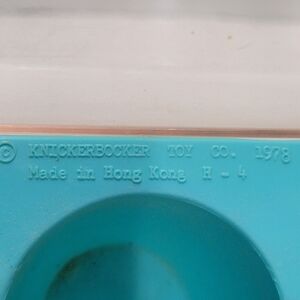 © KNICKERBOCKER TOY CO. 1978
Made in Hong Kong H - 4